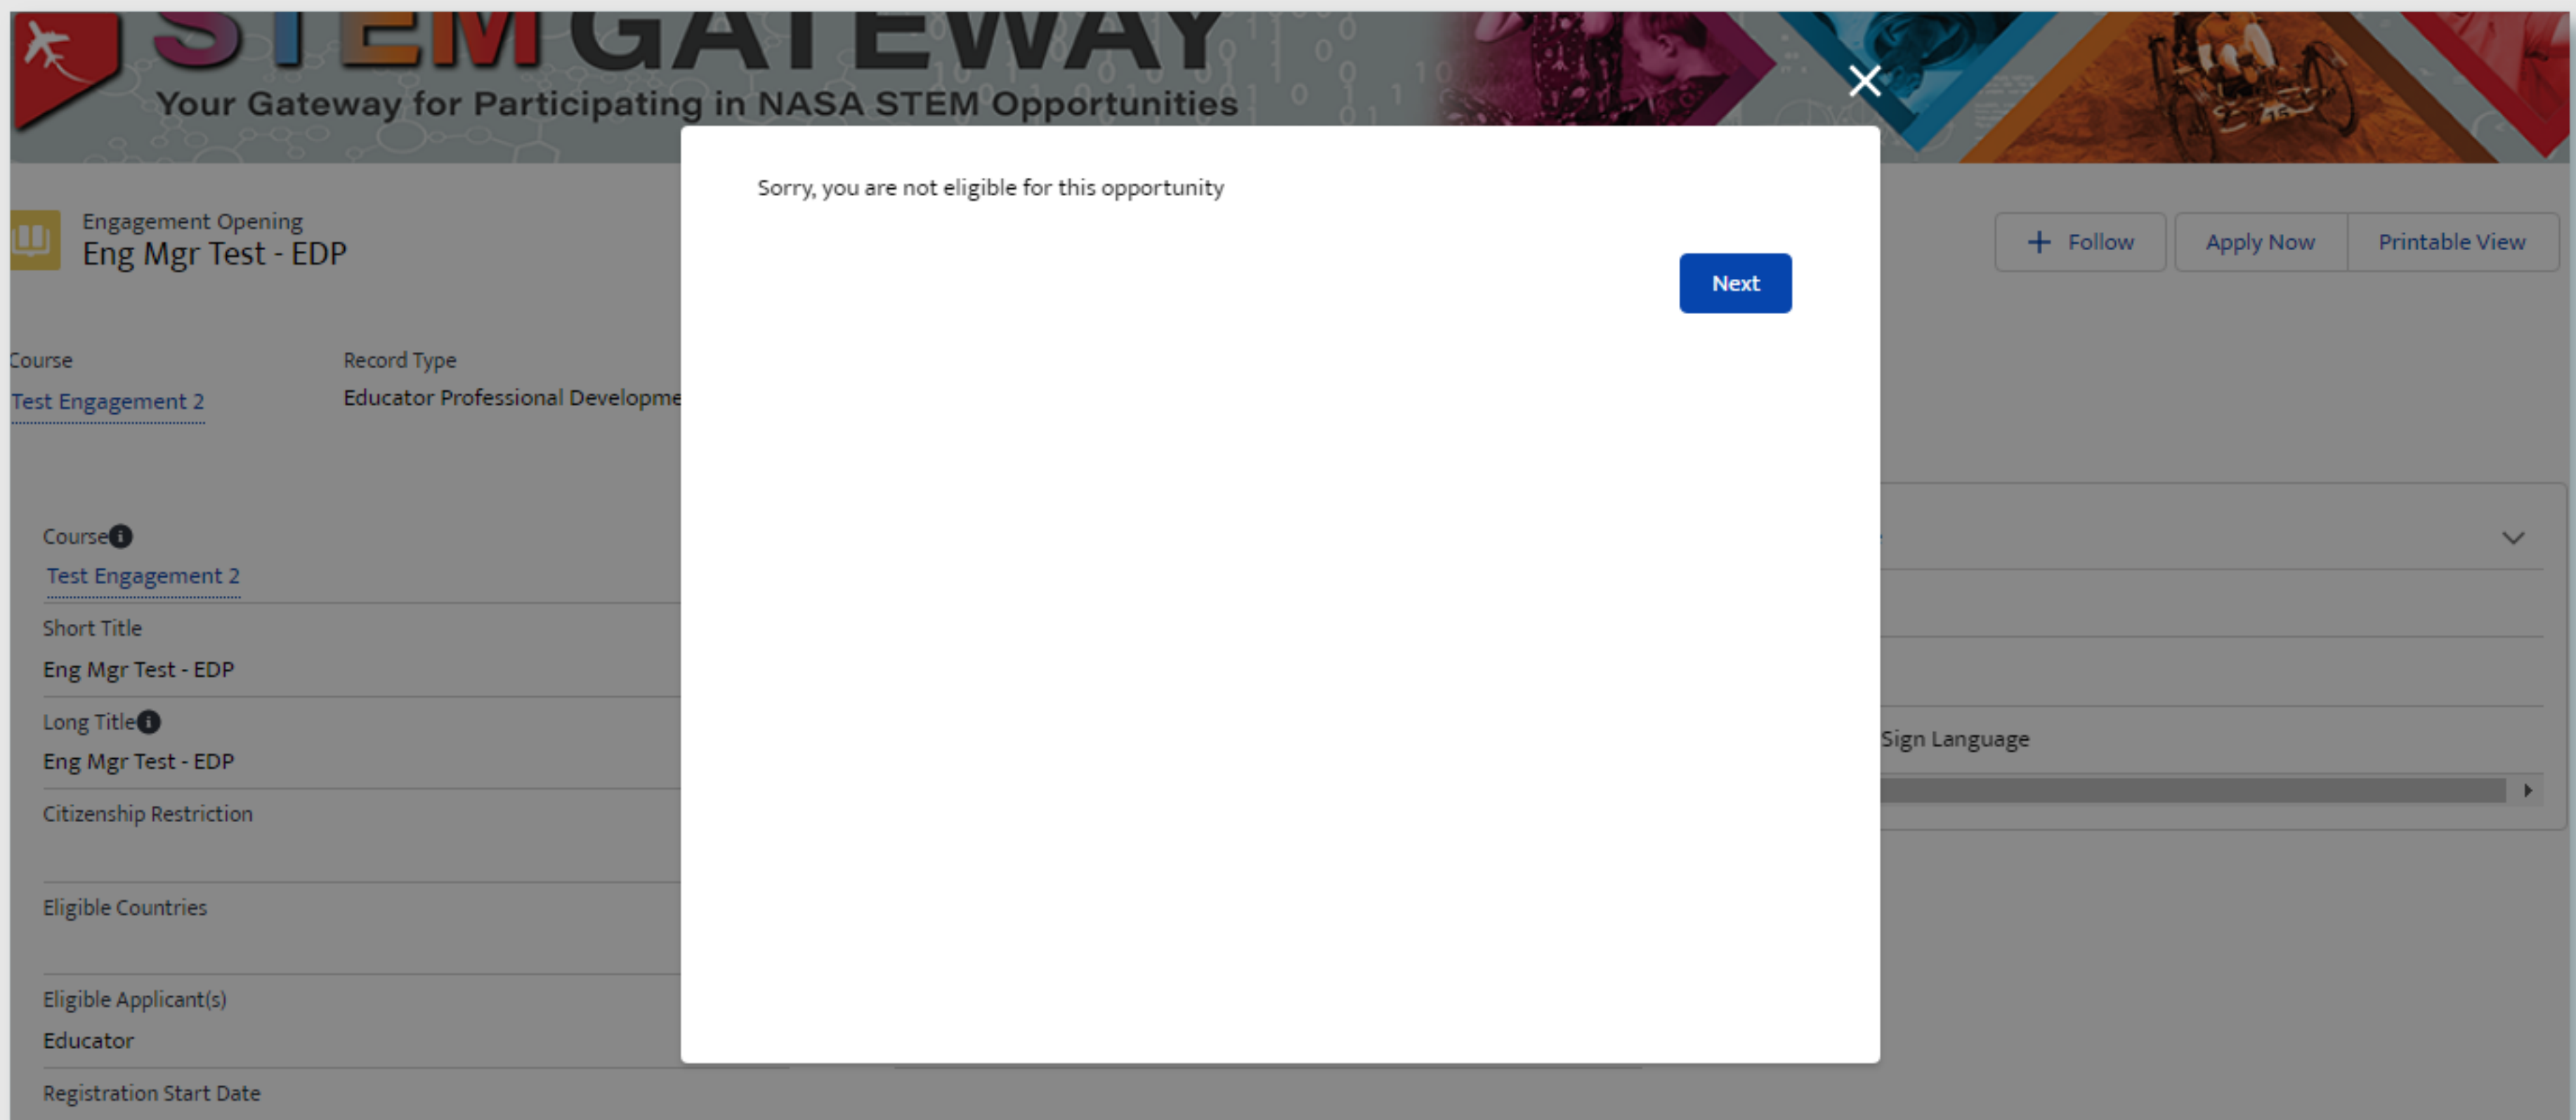 STEM GATEWAY
Your Gateway for Participating in NASA STEM Opportunities
Sorry, you are not eligible for this opportunity
Next
Engagement Opening
Eng Mgr Test - EDP
Follow
Apply Now
Printable View
Course
Record Type
Test Engagement 2
Educator Professional Developme
Course
Test Engagement 2
Short Title
Eng Mgr Test - EDP
Long Title
Eng Mgr Test - EDP
Sign Language
Citizenship Restriction
Eligible Countries
Eligible Applicant(s)
Educator
Registration Start Date